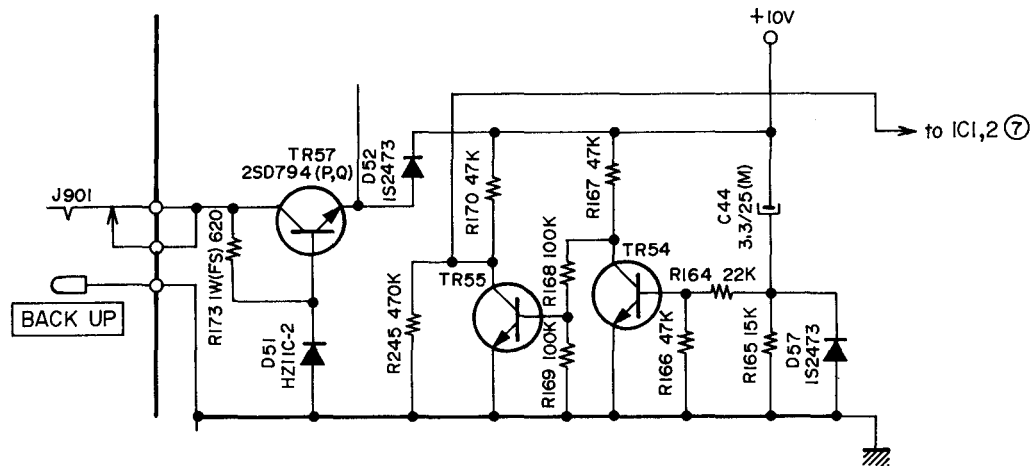 +10V
to IC1,2 ⑦
J901
TR57
2SD794 (P,Q)
D52
1S2473
R170 47K
R167 47K
C44
3.3/25(M)
R173 1W(FS) 620
BACK UP
D51
HZ11C-2
R245 470K
TR55
R168 100K
R169 100K
TR54
R164 22K
R166 47K
R165 15K
D57
1S2473